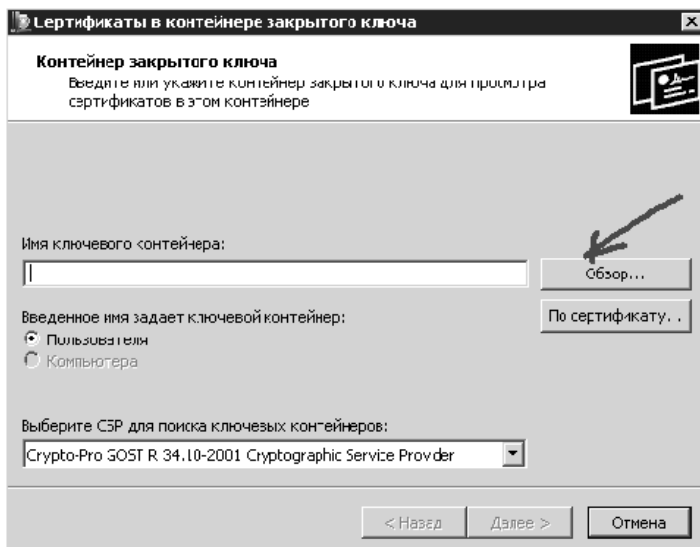 Сертификаты в контейнере закрытого ключа
Контейнер закрытого ключа
Введите или укажите контейнер закрытого ключа для просмотра
сертификатов в этом контейнере
Имя ключевого контейнера:
Обзор...
Введенное имя задает ключевой контейнер:
По сертификату...
Пользователя
Компьютера
Выберите CSP для поиска ключевых контейнеров:
Crypto-Pro GOST R 34.10-2001 Cryptographic Service Provider
< Назад
Далее >
Отмена